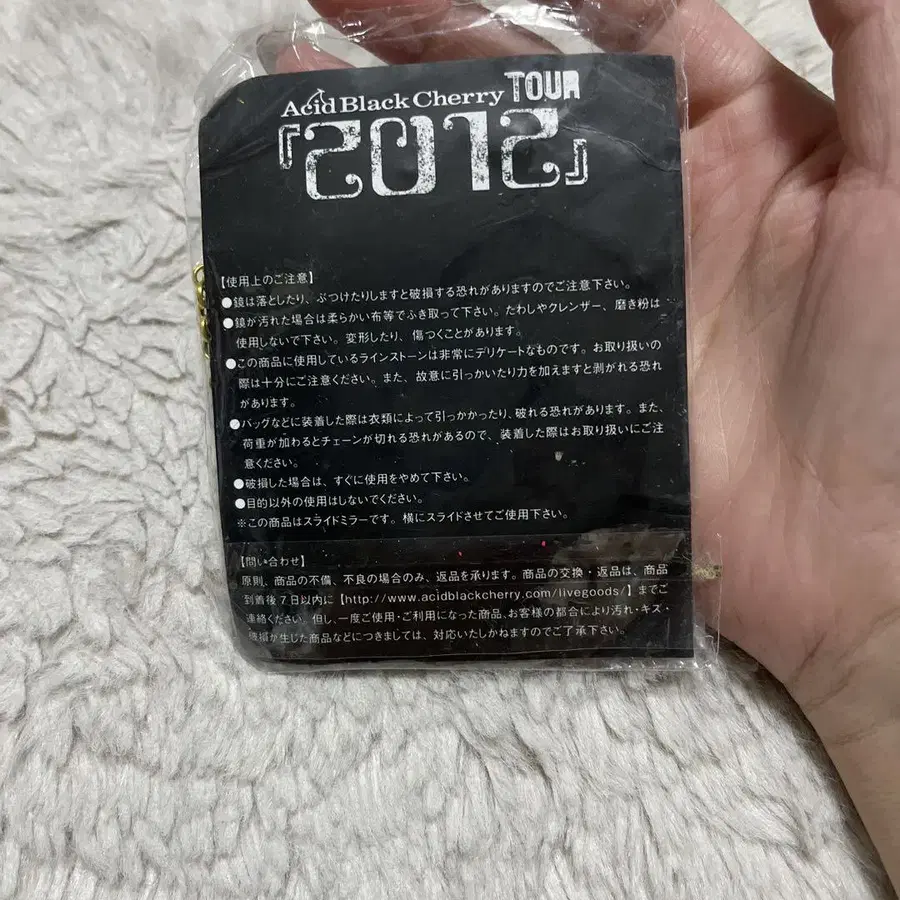 Acid Black Cherry TOUR
『2012』
【使用上のご注意】
●鏡は落としたり、ぶつけたりしますと破損する恐れがありますのでご注意下さい。
●鏡が汚れた場合は柔らかい布等でふき取って下さい。たわしやクレンザー、磨き粉は
使用しないで下さい。変形したり、傷つくことがあります。
●この商品に使用しているラインストーンは非常にデリケートなものです。お取り扱いの
際は十分にご注意ください。また、故意に引っかいたり力を加えますと剥がれる恐れ
があります。
●バッグなどに装着した際は衣類によって引っかかったり、破れる恐れがあります。また、
荷重が加わるとチェーンが切れる恐れがあるので、装着した際はお取り扱いにご注
意ください。
●破損した場合は、すぐに使用をやめて下さい。
●目的以外の使用はしないでください。
※この商品はスライドミラーです。横にスライドさせてご使用下さい。
【問い合わせ】
原則、商品の不備、不良の場合のみ、返品を承ります。商品の交換・返品は、商品
到着後7日以内に【http://www.acidblackcherry.com/livegoods/】までご
連絡ください。但し、一度ご使用・ご利用になった商品、お客様の都合により汚れ・キズ・
破損が生じた商品などにつきましては、対応いたしかねますのでご了承下さい。